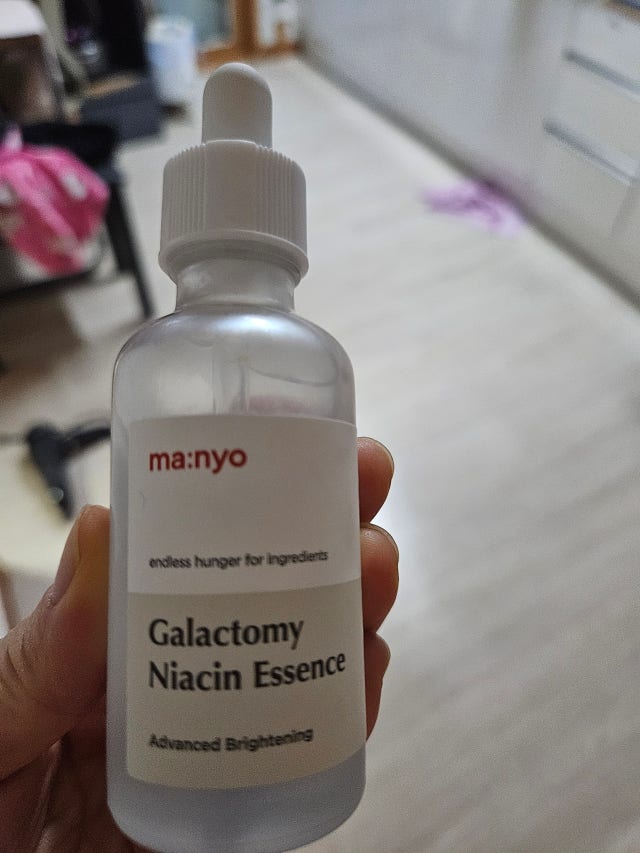 ma:nyo
endless hunger for ingredients
Galactomy
Niacin Essence
Advanced Brightening